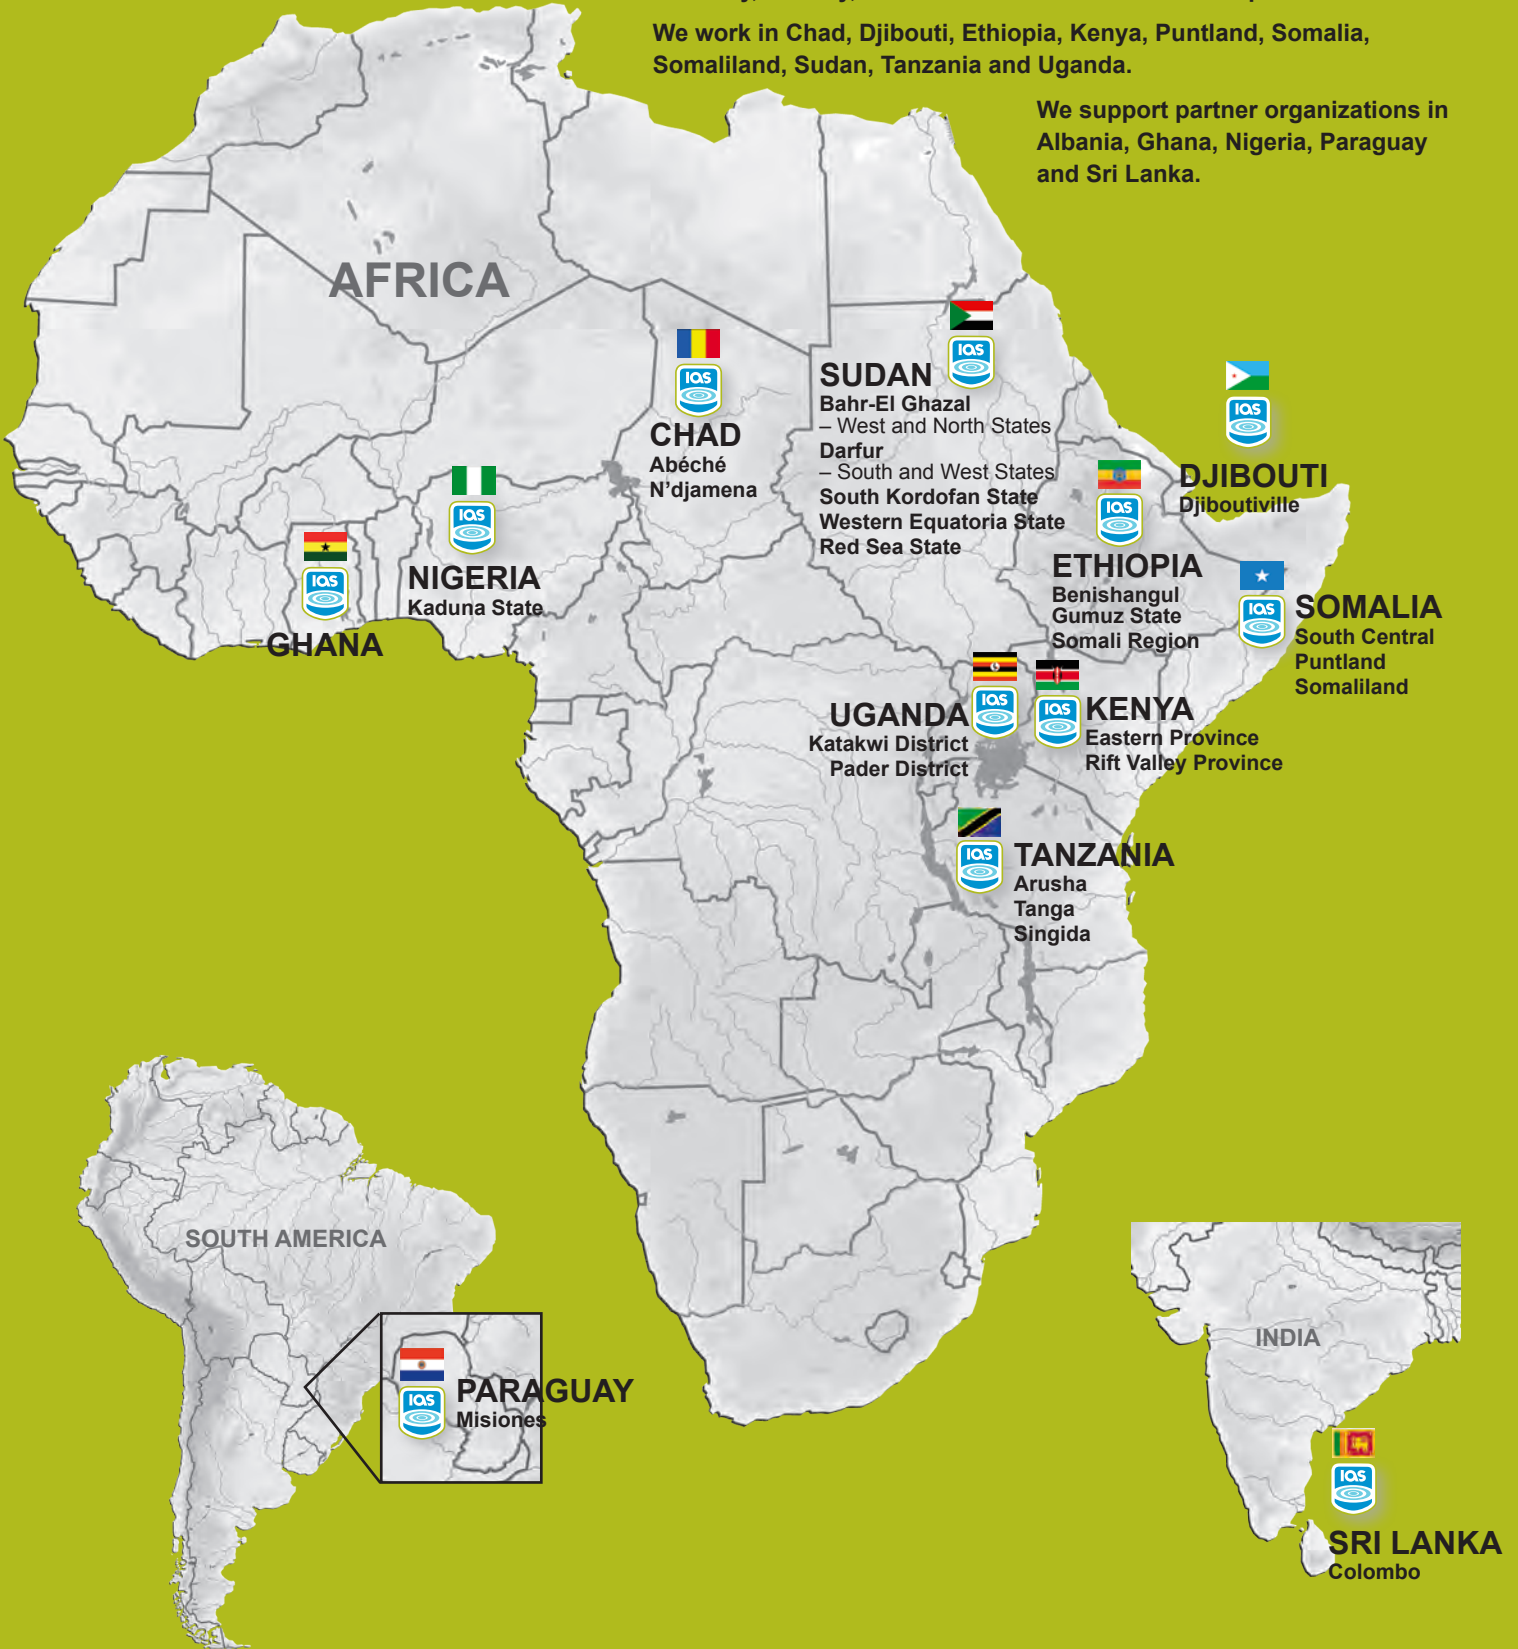 We work in Chad, Djibouti, Ethiopia, Kenya, Puntland, Somalia,
Somaliland, Sudan, Tanzania and Uganda.
We support partner organizations in
Albania, Ghana, Nigeria, Paraguay
and Sri Lanka.
AFRICA
IAS
SUDAN
Bahr-El Ghazal
– West and North States
Darfur
– South and West States
South Kordofan State
Western Equatoria State
Red Sea State
IAS
CHAD
Abéché
N’djamena
IAS
DJIBOUTI
Djiboutiville
IAS
NIGERIA
Kaduna State
IAS
GHANA
IAS
ETHIOPIA
Benishangul
Gumuz State
Somali Region
IAS
SOMALIA
South Central
Puntland
Somaliland
IAS
UGANDA
Katakwi District
Pader District
IAS
KENYA
Eastern Province
Rift Valley Province
IAS
TANZANIA
Arusha
Tanga
Singida
SOUTH AMERICA
IAS
PARAGUAY
Misiones
INDIA
IAS
SRI LANKA
Colombo